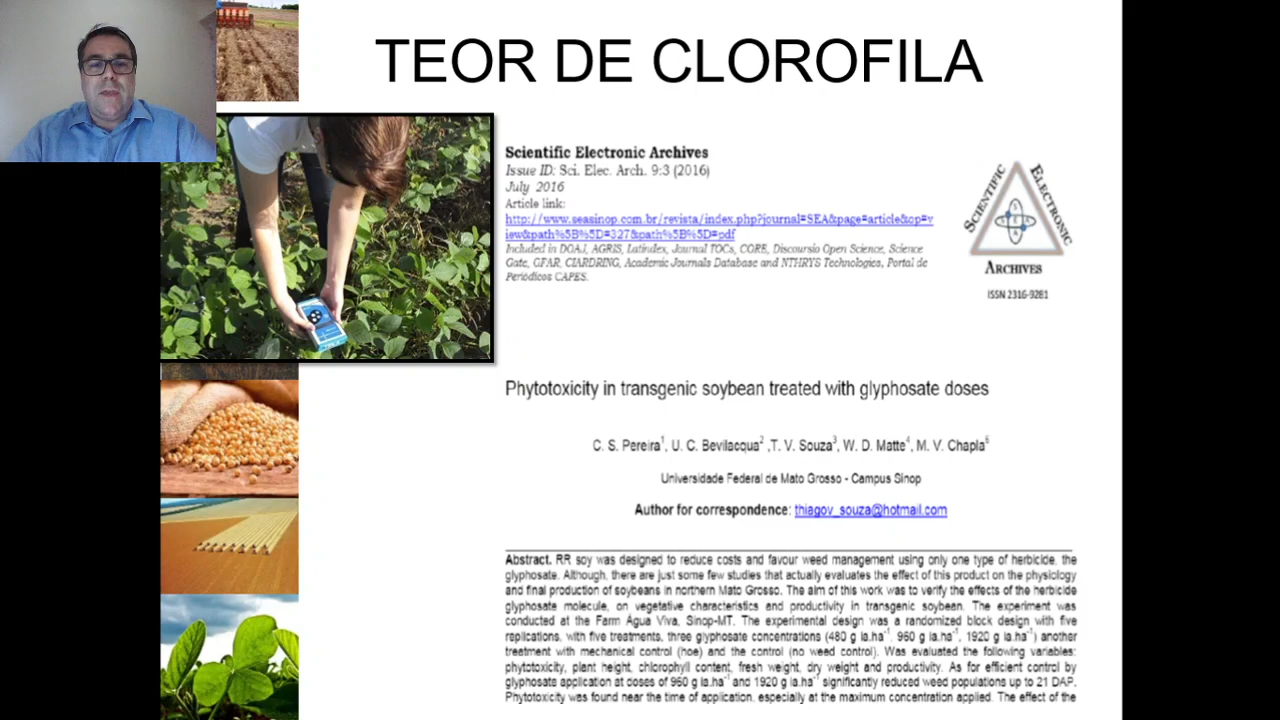 TEOR DE CLOROFILA
Scientific Electronic Archives
Issue ID: Sci. Elec. Arch. 9:3 (2016)
July 2016
Article link:
http://www.seasinop.com.br/revista/index.php?journal=SEA&page=article&op=v
iew&path%5B%5D=327&path%5B%5D=pdf
Included in DOAJ, AGRIS, Latindex, Journal TOCs, CORE, Discoursio Open Science, Science
Gate, GFAR, CIARDRING, Academic Journals Database and NTHRYS Technologies, Portal de
Periódicos CAPES.
SCIENTIFIC ELECTRONIC
ARCHIVES
ISSN 2316-9281
Phytotoxicity in transgenic soybean treated with glyphosate doses
C. S. Pereira1, U. C. Bevilacqua2 ,T. V. Souza3, W. D. Matte4, M. V. Chapla5
Universidade Federal de Mato Grosso - Campus Sinop
Author for correspondence: thiagov_souza@hotmail.com
Abstract. RR soy was designed to reduce costs and favour weed management using only one type of herbicide, the
glyphosate. Although, there are just some few studies that actually evaluates the effect of this product on the physiology
and final production of soybeans in northern Mato Grosso. The aim of this work was to verify the effects of the herbicide
glyphosate molecule, on vegetative characteristics and productivity in transgenic soybean. The experiment was
conducted at the Farm Agua Viva, Sinop-MT. The experimental design was a randomized block design with five
replications, with five treatments, three glyphosate concentrations (480 g ia.ha-1, 960 g ia.ha-1, 1920 g ia.ha-1) another
treatment with mechanical control (hoe) and the control (no weed control). Was evaluated the following variables:
phytotoxicity, plant height, chlorophyll content, fresh weight, dry weight and productivity. As for efficient control by
glyphosate application at doses of 960 g ia.ha-1 and 1920 g ia.ha-1 significantly reduced weed populations up to 21 DAP.
Phytotoxicity was found near the time of application, especially at the maximum concentration applied. The effect of the